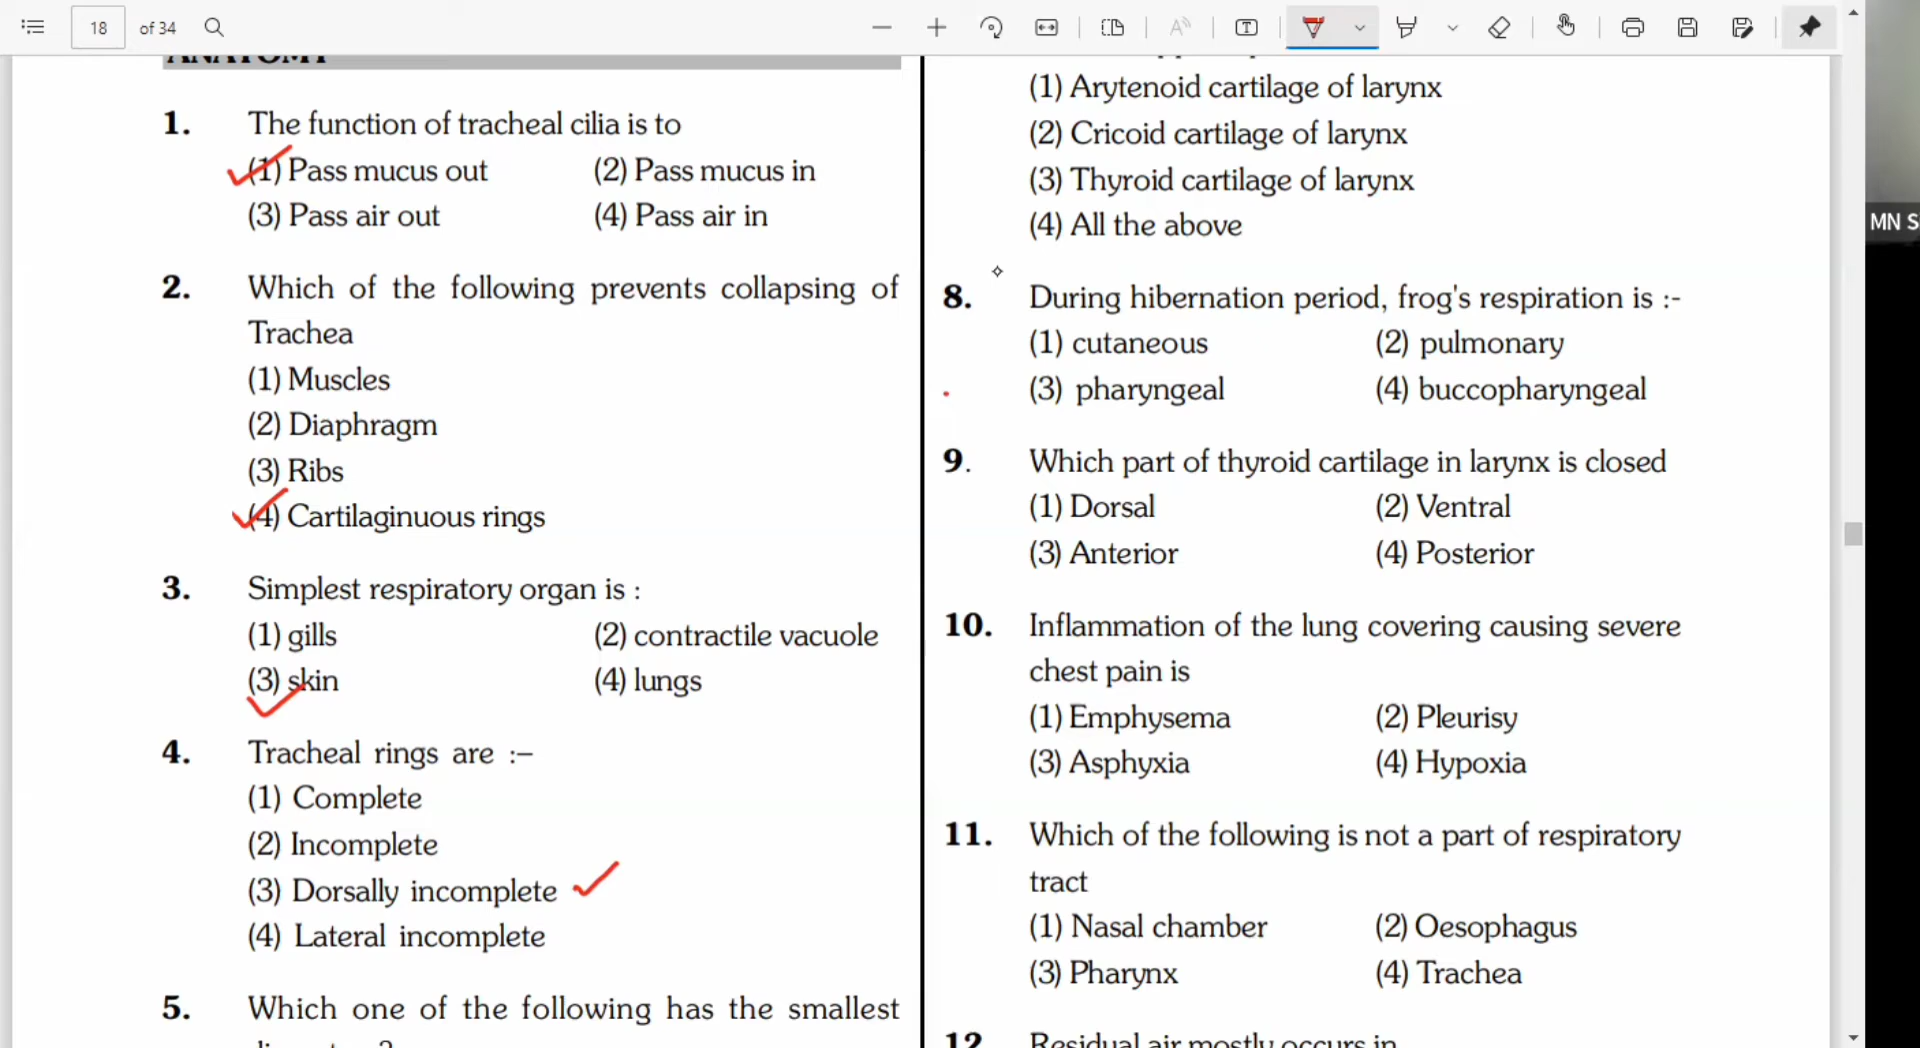 18 of 34
ANATOMY
1. The function of tracheal cilia is to
(1) Pass mucus out (2) Pass mucus in
(3) Pass air out (4) Pass air in
2. Which of the following prevents collapsing of
Trachea
(1) Muscles
(2) Diaphragm
(3) Ribs
(4) Cartilaginuous rings
3. Simplest respiratory organ is :
(1) gills (2) contractile vacuole
(3) skin (4) lungs
4. Tracheal rings are :–
(1) Complete
(2) Incomplete
(3) Dorsally incomplete
(4) Lateral incomplete
5. Which one of the following has the smallest
(1) Arytenoid cartilage of larynx
(2) Cricoid cartilage of larynx
(3) Thyroid cartilage of larynx
(4) All the above
8. During hibernation period, frog's respiration is :-
(1) cutaneous (2) pulmonary
(3) pharyngeal (4) buccopharyngeal
9. Which part of thyroid cartilage in larynx is closed
(1) Dorsal (2) Ventral
(3) Anterior (4) Posterior
10. Inflammation of the lung covering causing severe
chest pain is
(1) Emphysema (2) Pleurisy
(3) Asphyxia (4) Hypoxia
11. Which of the following is not a part of respiratory
tract
(1) Nasal chamber (2) Oesophagus
(3) Pharynx (4) Trachea
12. Residual air mostly occurs in
MN S